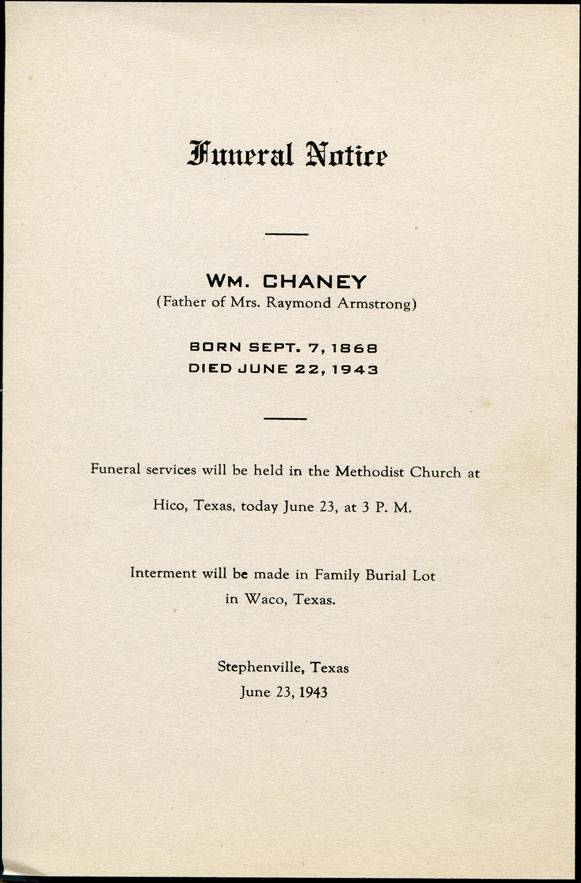 Funeral Notice
WM. CHANEY
(Father of Mrs. Raymond Armstrong)
BORN SEPT. 7, 1868
DIED JUNE 22, 1943
Funeral services will be held in the Methodist Church at
Hico, Texas, today June 23, at 3 P. M.
Interment will be made in Family Burial Lot
in Waco, Texas.
Stephenville, Texas
June 23, 1943